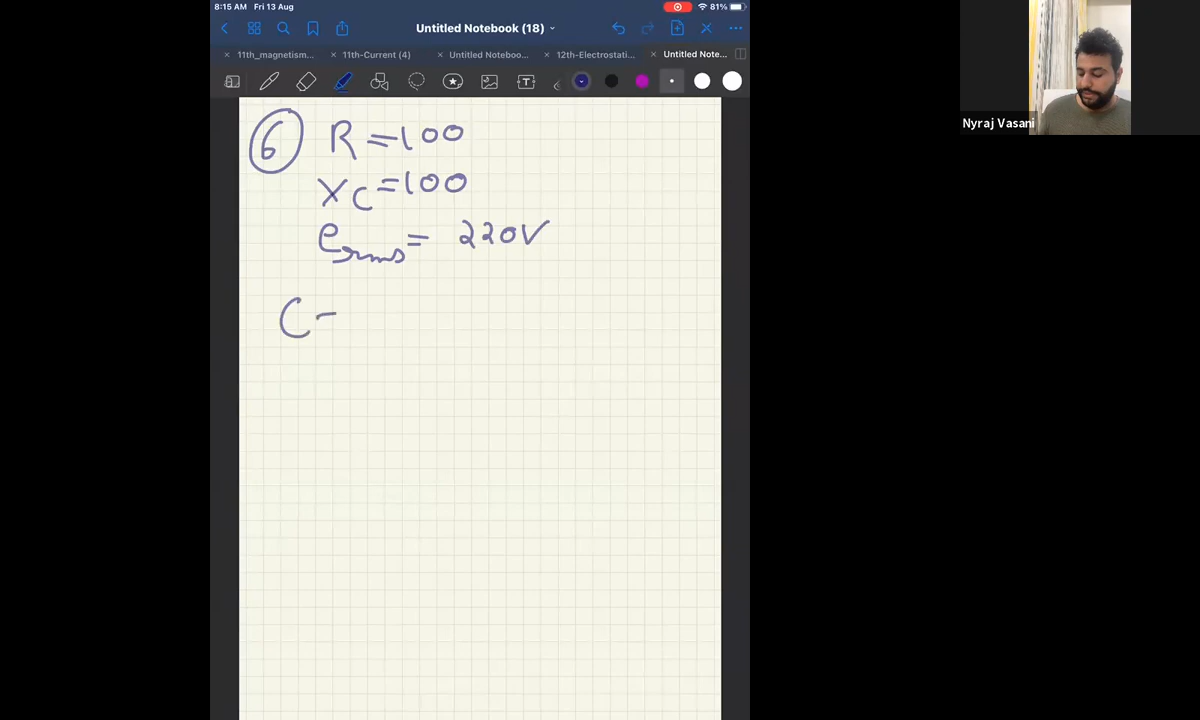 8:15 AM Fri 13 Aug
81%
Untitled Notebook (18)
11th_magnetism...
11th-Current (4)
Untitled Noteboo...
12th-Electrostati...
Untitled Note...
6 R = 100
XC = 100
erms = 220V
C -
Nyraj Vasani